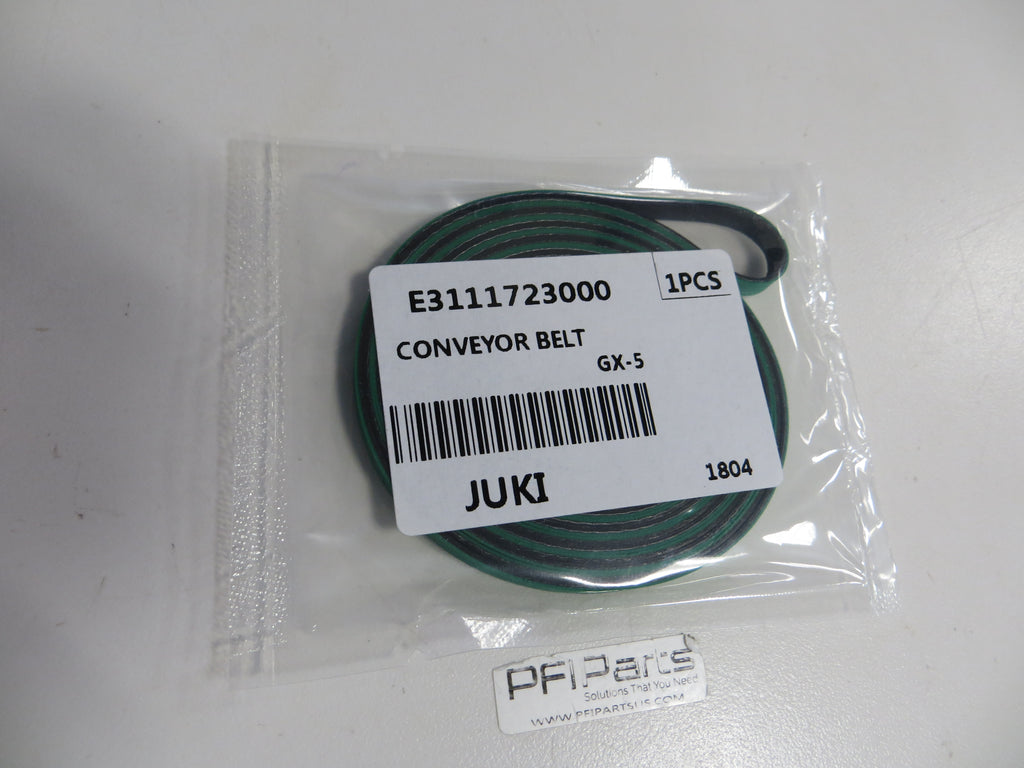 E3111723000
1PCS
CONVEYOR BELT
GX-5
JUKI
1804
PFIParts
Solutions That You Need
WWW.PFIPARTSUS.COM